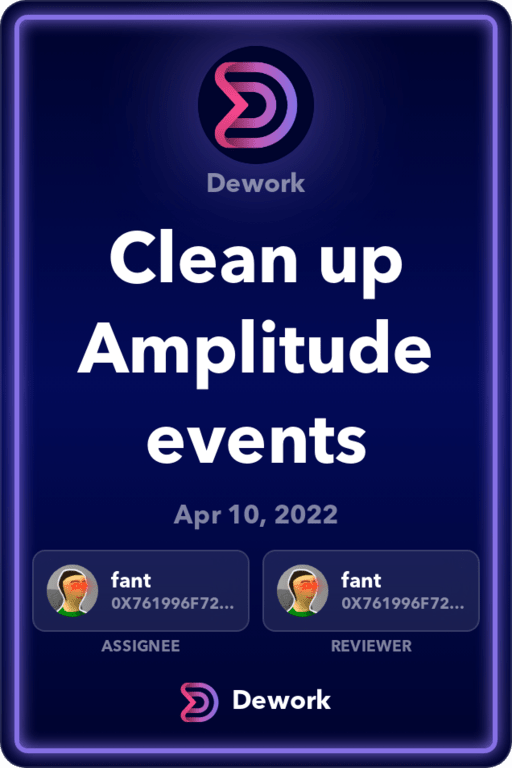 Dework
Clean up
Amplitude
events
Apr 10, 2022
fant
0X761996F72...
ASSIGNEE
fant
0X761996F72...
REVIEWER
Dework